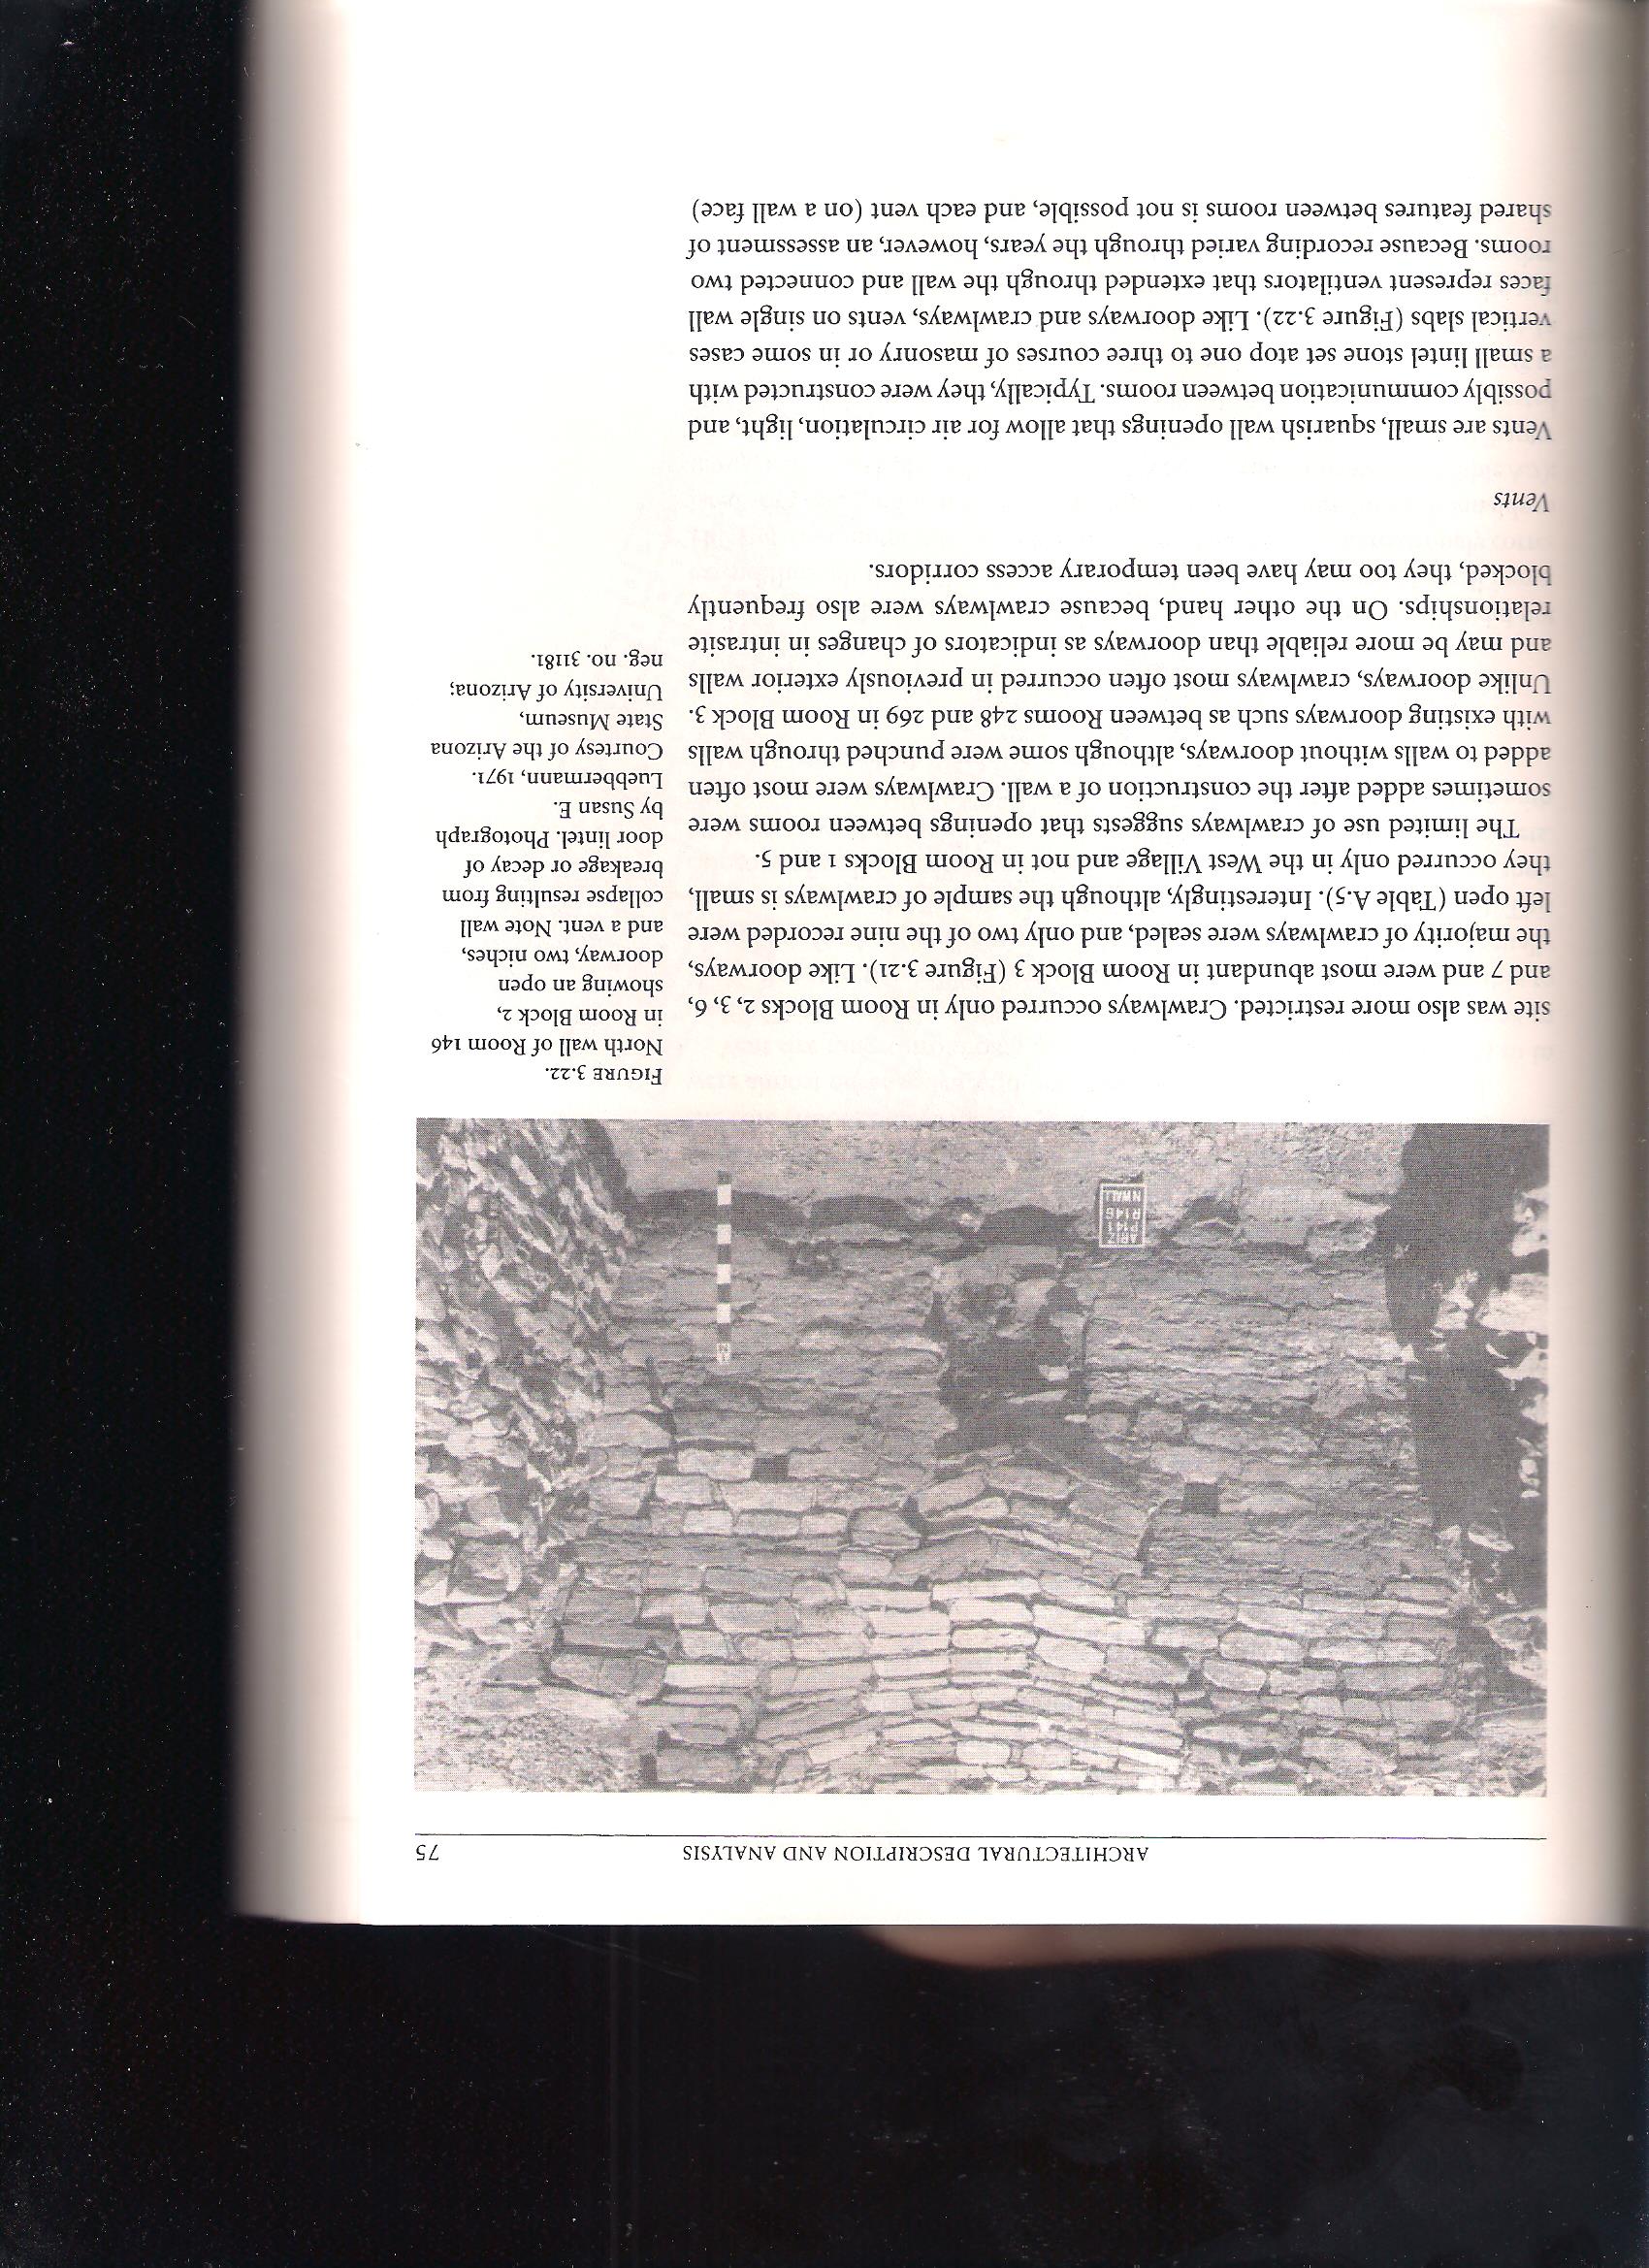 ARCHITECTURAL DESCRIPTION AND ANALYSIS 75
ARIZ
P14 1
R146
N WALL
FIGURE 3.22.
North wall of Room 146
in Room Block 2,
showing an open
doorway, two niches,
and a vent. Note wall
collapse resulting from
breakage or decay of
door lintel. Photograph
by Susan E.
Luebbermann, 1971.
Courtesy of the Arizona
State Museum,
University of Arizona;
neg. no. 31181.
site was also more restricted. Crawlways occurred only in Room Blocks 2, 3, 6,
and 7 and were most abundant in Room Block 3 (Figure 3.21). Like doorways,
the majority of crawlways were sealed, and only two of the nine recorded were
left open (Table A.5). Interestingly, although the sample of crawlways is small,
they occurred only in the West Village and not in Room Blocks 1 and 5.
The limited use of crawlways suggests that openings between rooms were
sometimes added after the construction of a wall. Crawlways were most often
added to walls without doorways, although some were punched through walls
with existing doorways such as between Rooms 248 and 269 in Room Block 3.
Unlike doorways, crawlways most often occurred in previously exterior walls
and may be more reliable than doorways as indicators of changes in intrasite
relationships. On the other hand, because crawlways were also frequently
blocked, they too may have been temporary access corridors.
Vents
Vents are small, squarish wall openings that allow for air circulation, light, and
possibly communication between rooms. Typically, they were constructed with
a small lintel stone set atop one to three courses of masonry or in some cases
vertical slabs (Figure 3.22). Like doorways and crawlways, vents on single wall
faces represent ventilators that extended through the wall and connected two
rooms. Because recording varied through the years, however, an assessment of
shared features between rooms is not possible, and each vent (on a wall face)